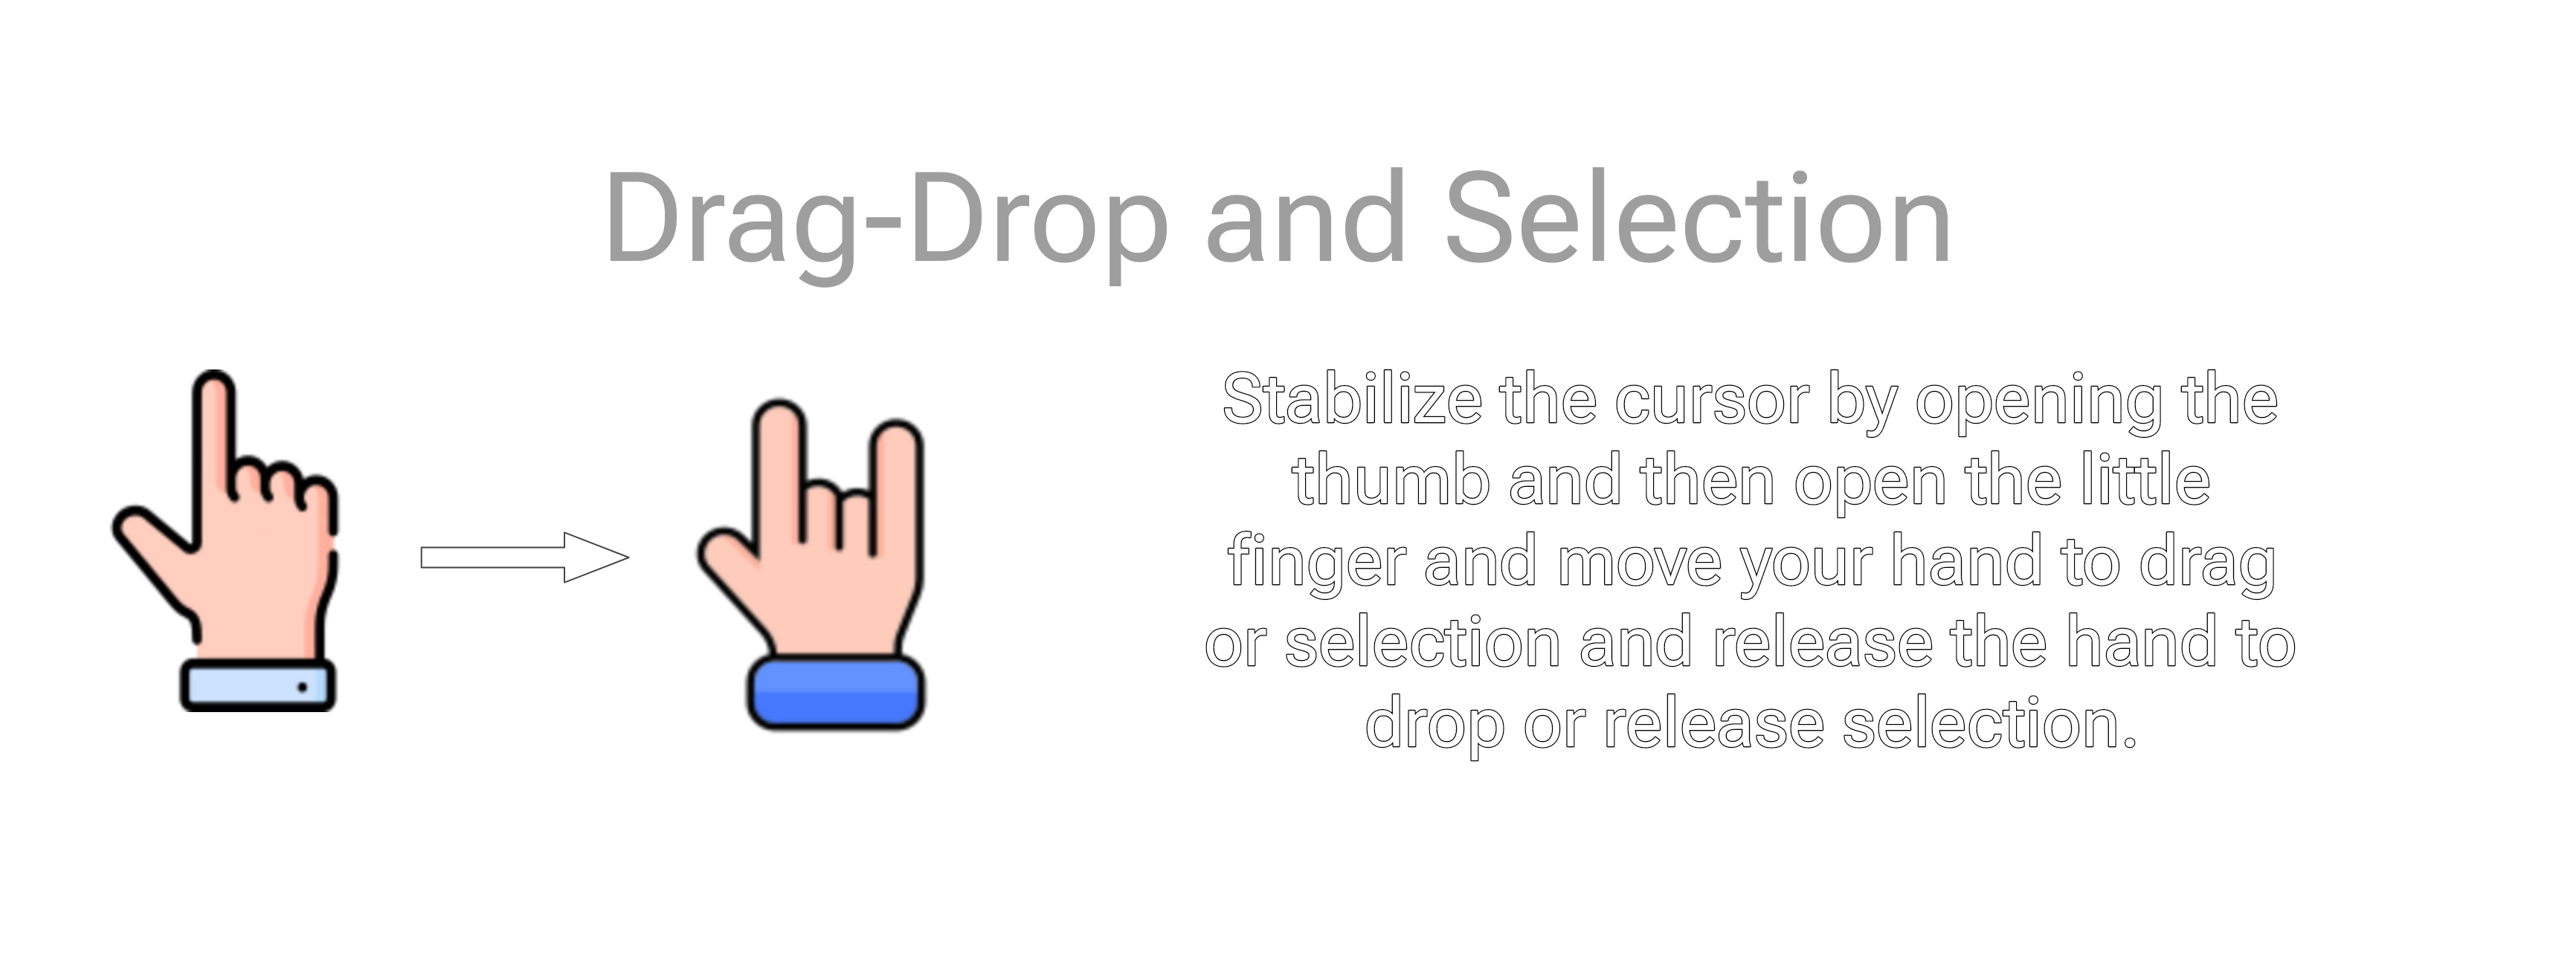 Drag-Drop and Selection
Stabilize the cursor by opening the
thumb and then open the little
finger and move your hand to drag
or selection and release the hand to
drop or release selection.